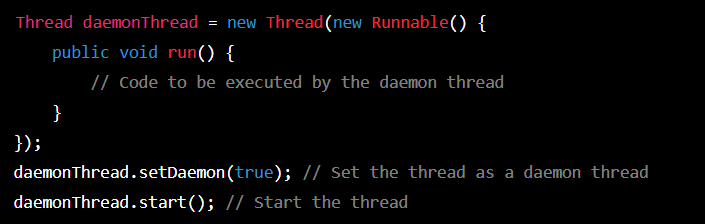 Thread daemonThread = new Thread(new Runnable() {
    public void run() {
        // Code to be executed by the daemon thread
    }
});
daemonThread.setDaemon(true); // Set the thread as a daemon thread
daemonThread.start(); // Start the thread